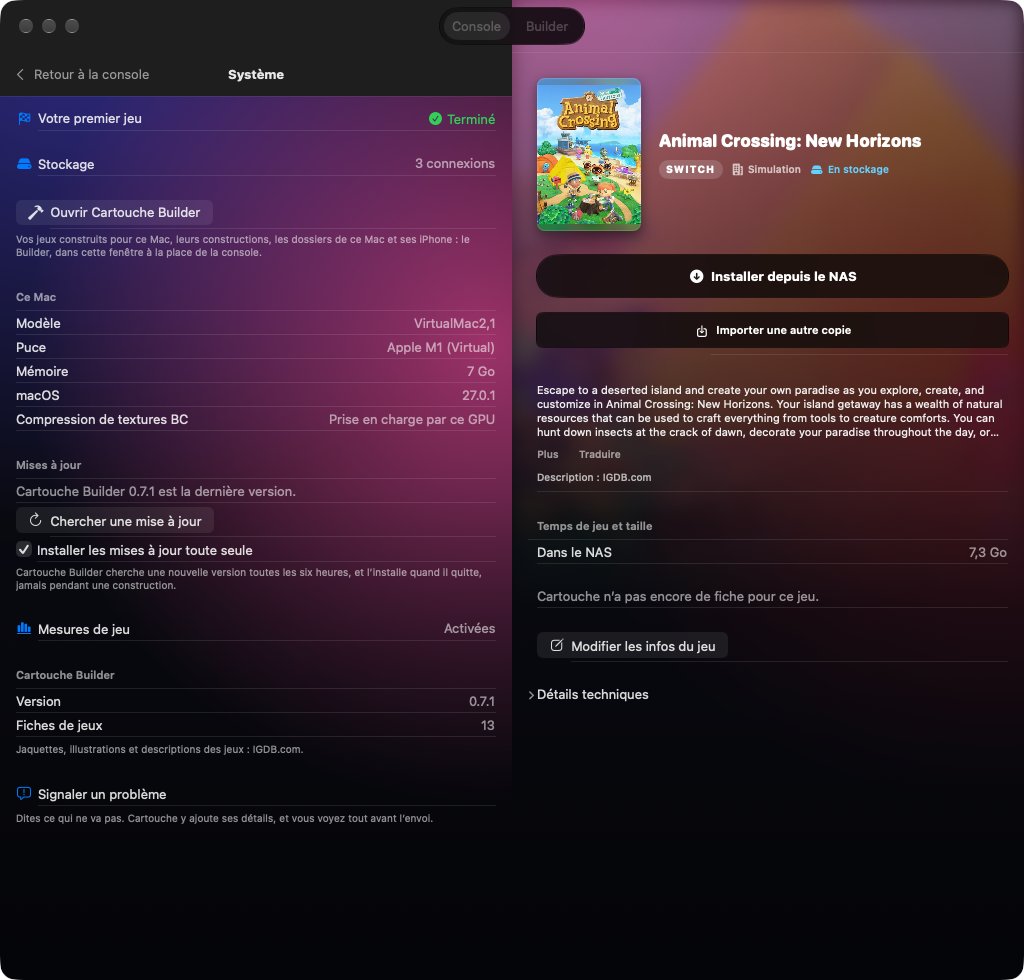 Console
Builder
Retour à la console
Système
Votre premier jeu
Terminé
Stockage
3 connexions
Ouvrir Cartouche Builder
Vos jeux construits pour ce Mac, leurs constructions, les dossiers de ce Mac et ses iPhone : le
Builder, dans cette fenêtre à la place de la console.
Ce Mac
Modèle
VirtualMac2,1
Puce
Apple M1 (Virtual)
Mémoire
7 Go
macOS
27.0.1
Compression de textures BC
Prise en charge par ce GPU
Mises à jour
Cartouche Builder 0.7.1 est la dernière version.
Chercher une mise à jour
Installer les mises à jour toute seule
Cartouche Builder cherche une nouvelle version toutes les six heures, et l’installe quand il quitte,
jamais pendant une construction.
Mesures de jeu
Activées
Cartouche Builder
Version
0.7.1
Fiches de jeux
13
Jaquettes, illustrations et descriptions des jeux : IGDB.com.
Signaler un problème
Dites ce qui ne va pas. Cartouche y ajoute ses détails, et vous voyez tout avant l’envoi.
Animal
Crossing
Animal Crossing: New Horizons
SWITCH
Simulation
En stockage
Installer depuis le NAS
Importer une autre copie
Escape to a deserted island and create your own paradise as you explore, create, and
customize in Animal Crossing: New Horizons. Your island getaway has a wealth of natural
resources that can be used to craft everything from tools to creature comforts. You can
hunt down insects at the crack of dawn, decorate your paradise throughout the day, or…
Plus
Traduire
Description : IGDB.com
Temps de jeu et taille
Dans le NAS
7,3 Go
Cartouche n’a pas encore de fiche pour ce jeu.
Modifier les infos du jeu
Détails techniques